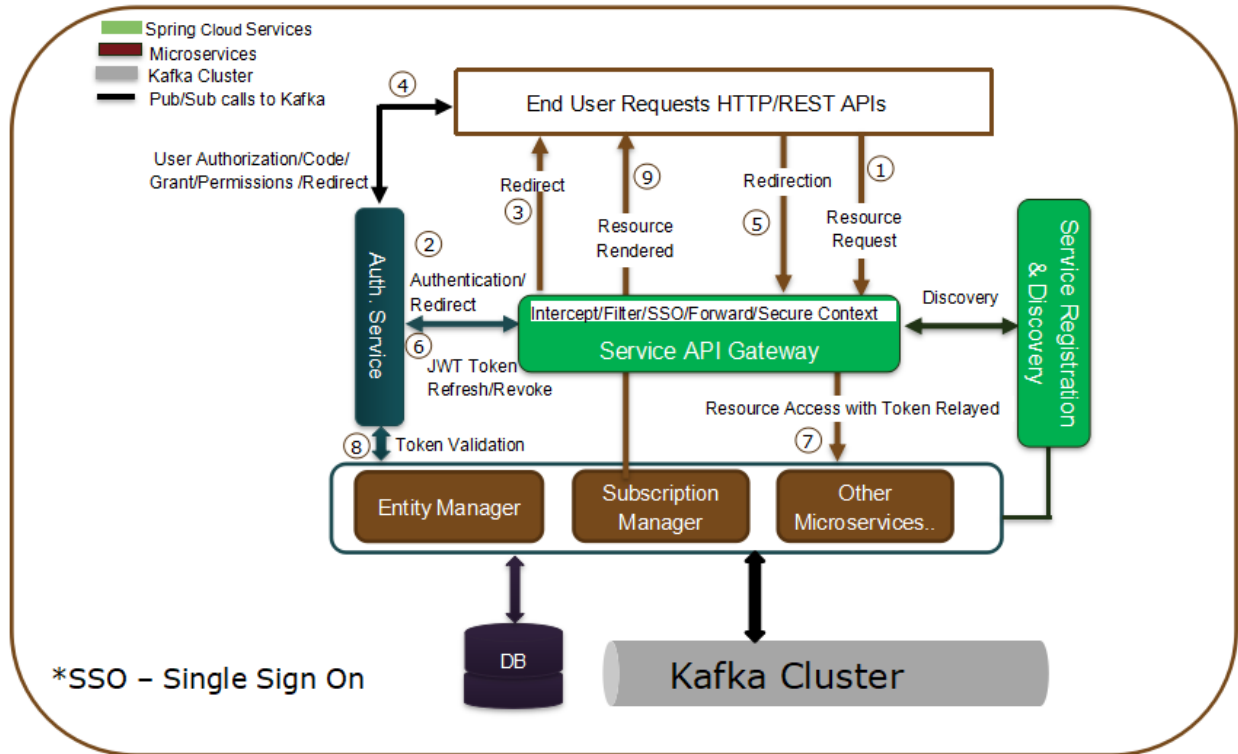 Spring Cloud Services
Microservices
Kafka Cluster
Pub/Sub calls to Kafka
4
End User Requests HTTP/REST APIs
User Authorization/Code/
Grant/Permissions /Redirect
Redirect
3
9
Resource
Rendered
Redirection
5
1
Resource
Request
Auth. Service
2
Authentication/
Redirect
6
JWT Token
Refresh/Revoke
Intercept/Filter/SSO/Forward/Secure Context
Service API Gateway
Discovery
Service Registration
& Discovery
Resource Access with Token Relayed
7
8
Token Validation
Entity Manager
Subscription
Manager
Other
Microservices..
DB
Kafka Cluster
*SSO – Single Sign On